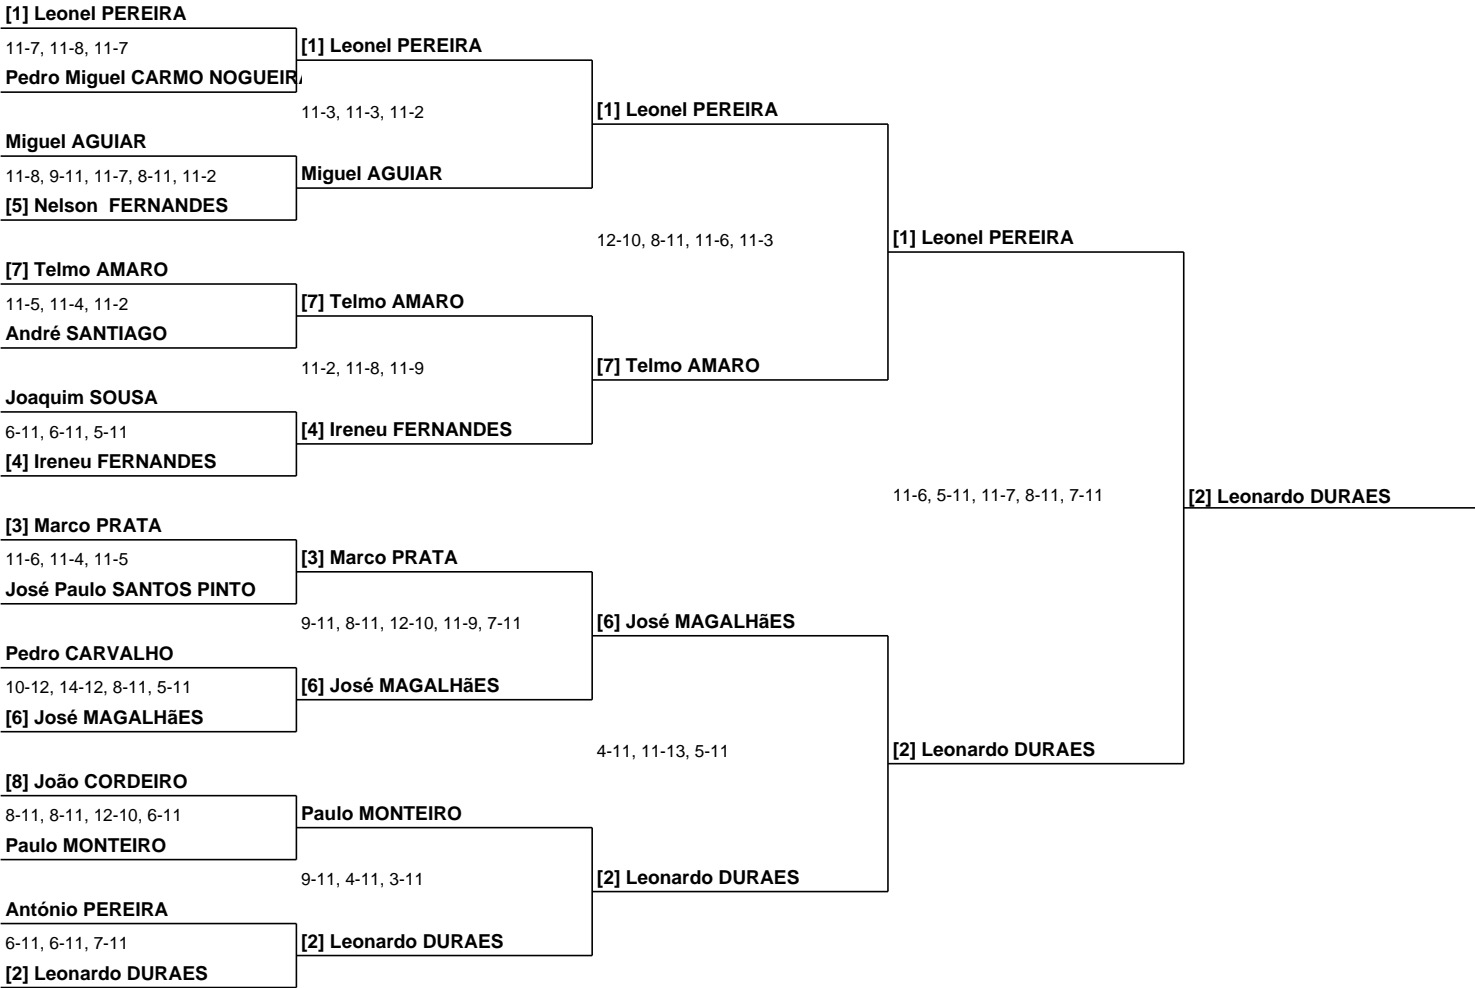 [1] Leonel PEREIRA
11-7, 11-8, 11-7
[1] Leonel PEREIRA
Pedro Miguel CARMO NOGUEIRA
11-3, 11-3, 11-2
[1] Leonel PEREIRA
Miguel AGUIAR
11-8, 9-11, 11-7, 8-11, 11-2
Miguel AGUIAR
[5] Nelson  FERNANDES
12-10, 8-11, 11-6, 11-3
[1] Leonel PEREIRA
[7] Telmo AMARO
11-5, 11-4, 11-2
[7] Telmo AMARO
André SANTIAGO
11-2, 11-8, 11-9
[7] Telmo AMARO
Joaquim SOUSA
6-11, 6-11, 5-11
[4] Ireneu FERNANDES
[4] Ireneu FERNANDES
11-6, 5-11, 11-7, 8-11, 7-11
[2] Leonardo DURAES
[3] Marco PRATA
11-6, 11-4, 11-5
[3] Marco PRATA
José Paulo SANTOS PINTO
9-11, 8-11, 12-10, 11-9, 7-11
[6] José MAGALHãES
Pedro CARVALHO
10-12, 14-12, 8-11, 5-11
[6] José MAGALHãES
[6] José MAGALHãES
4-11, 11-13, 5-11
[2] Leonardo DURAES
[8] João CORDEIRO
8-11, 8-11, 12-10, 6-11
Paulo MONTEIRO
Paulo MONTEIRO
9-11, 4-11, 3-11
[2] Leonardo DURAES
António PEREIRA
6-11, 6-11, 7-11
[2] Leonardo DURAES
[2] Leonardo DURAES